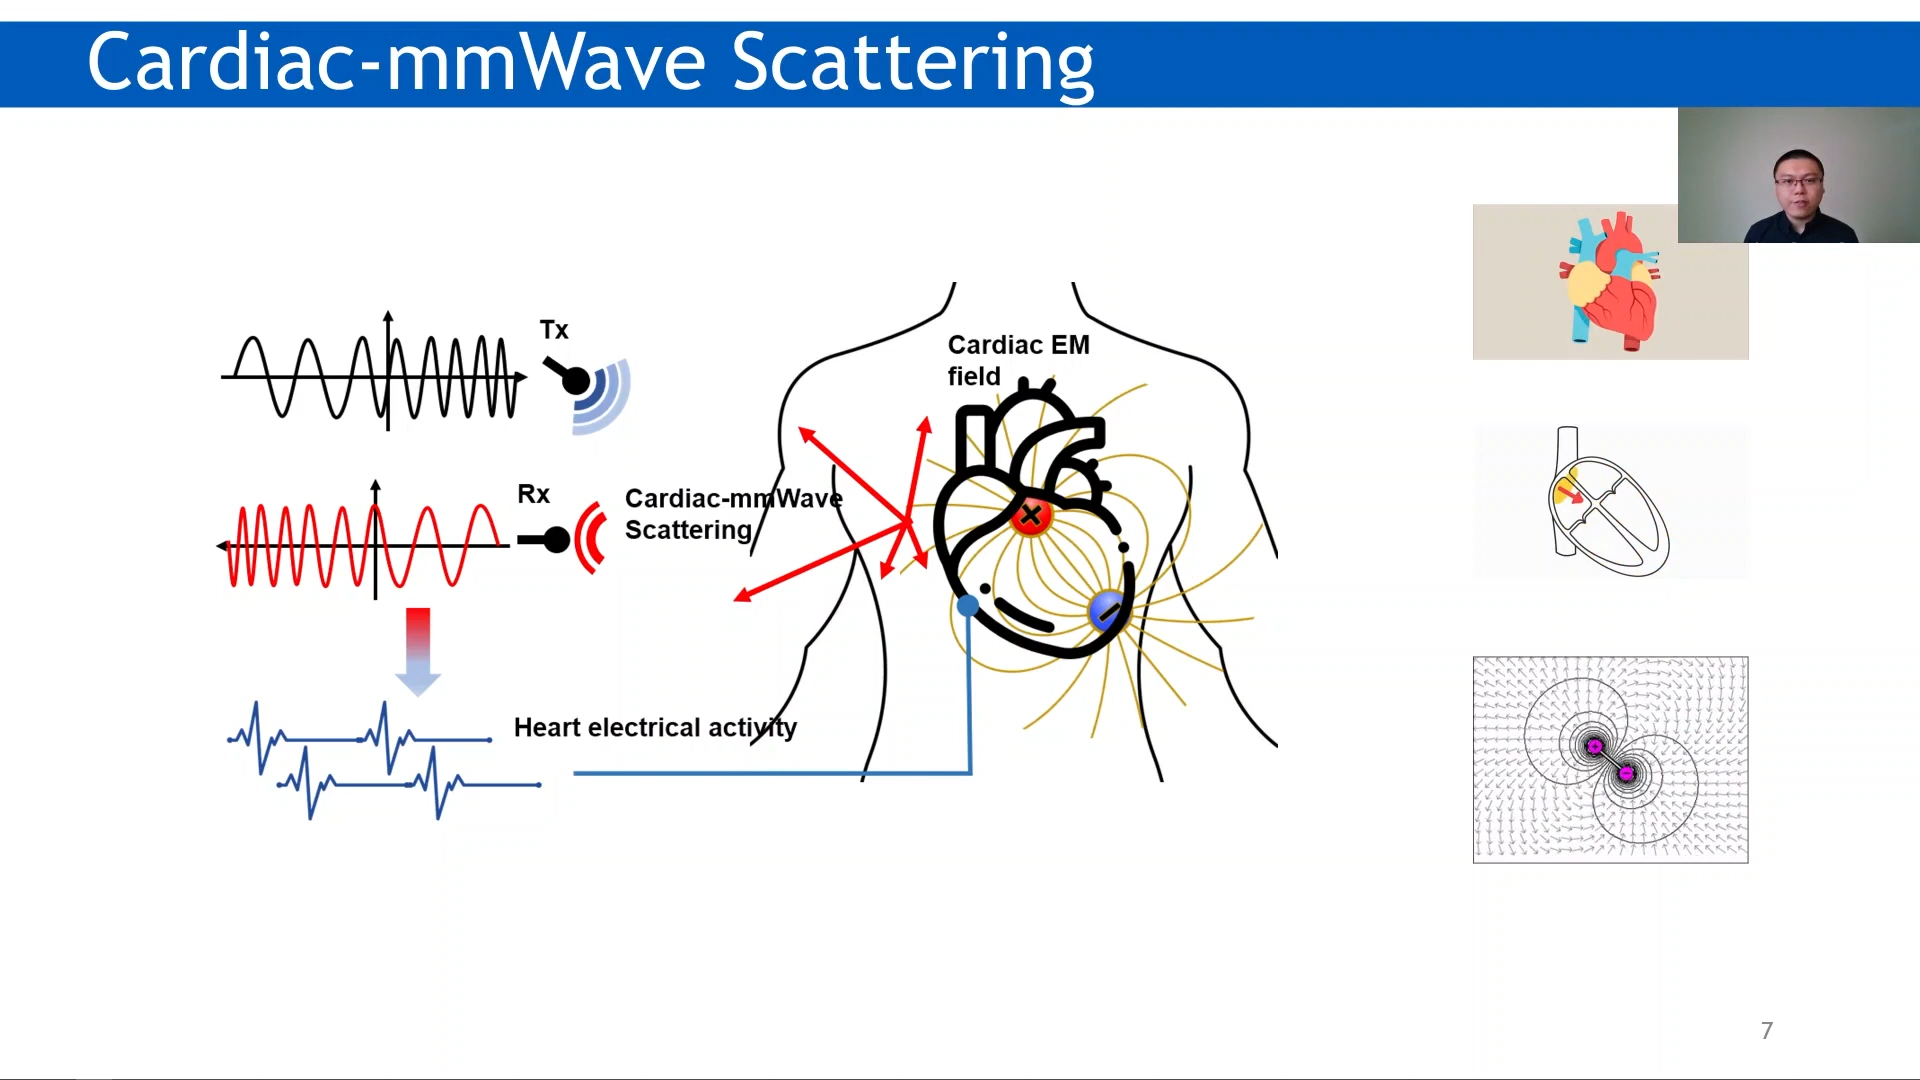 Cardiac-mmWave Scattering
Tx
Cardiac EM
field
Rx
Cardiac-mmWave
Scattering
Heart electrical activity
7